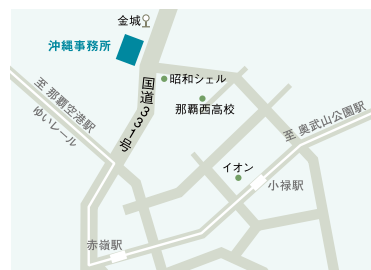 金城
沖縄事務所
昭和シェル
国道331号
那覇西高校
至 那覇空港駅
ゆいレール
至 奥武山公園駅
イオン
小禄駅
赤嶺駅